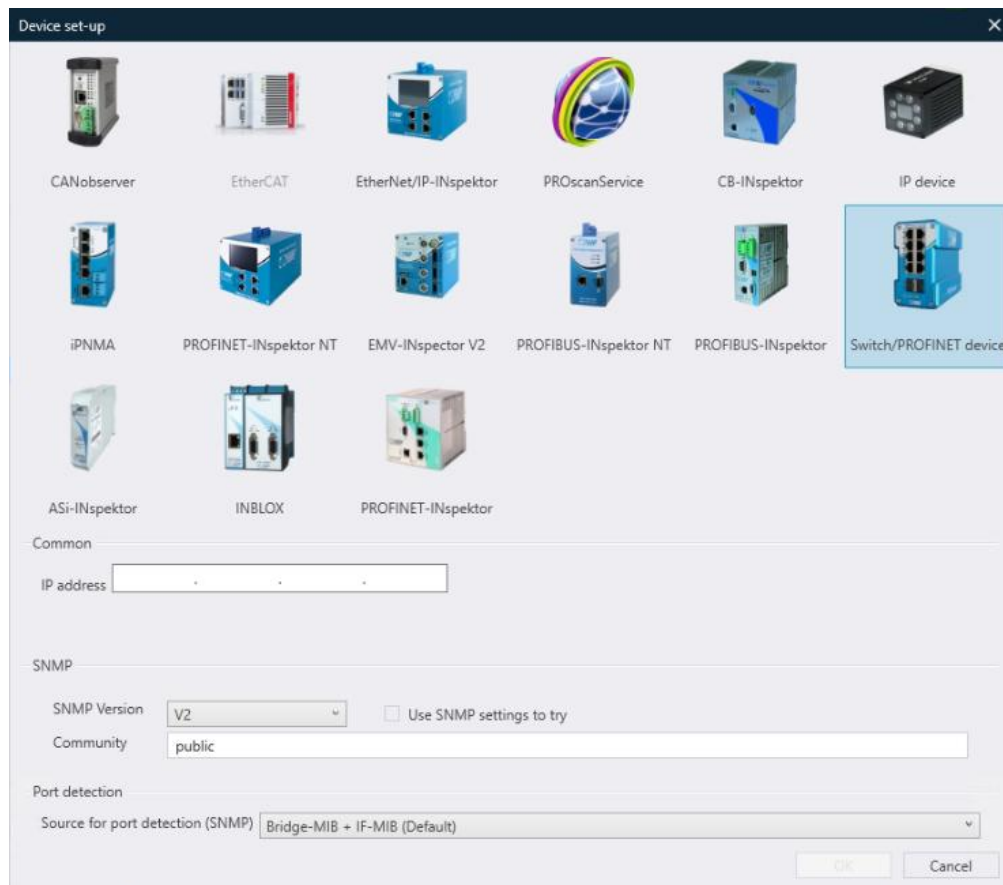 Device set-up
CANobserver EtherCAT EtherNet/IP-INspektor PROscanService CB-INspektor IP device
iPNMA PROFINET-INspektor NT EMV-INspector V2 PROFIBUS-INspektor NT PROFIBUS-INspektor Switch/PROFINET device
ASi-INspektor INBLOX PROFINET-INspektor
Common
IP address . . .
SNMP
SNMP Version V2 Use SNMP settings to try
Community public
Port detection
Source for port detection (SNMP) Bridge-MIB + IF-MIB (Default)
OK Cancel